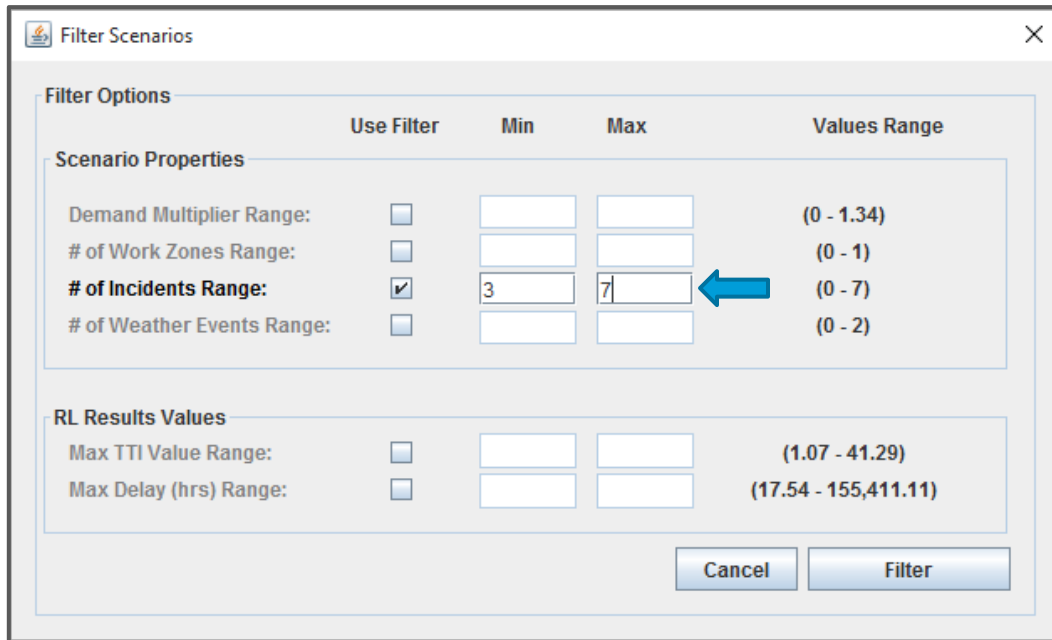 Filter Scenarios
Filter Options
Use Filter Min Max Values Range
Scenario Properties
Demand Multiplier Range: (0 - 1.34)
# of Work Zones Range: (0 - 1)
# of Incidents Range: 3 7 (0 - 7)
# of Weather Events Range: (0 - 2)
RL Results Values
Max TTI Value Range: (1.07 - 41.29)
Max Delay (hrs) Range: (17.54 - 155,411.11)
Cancel Filter